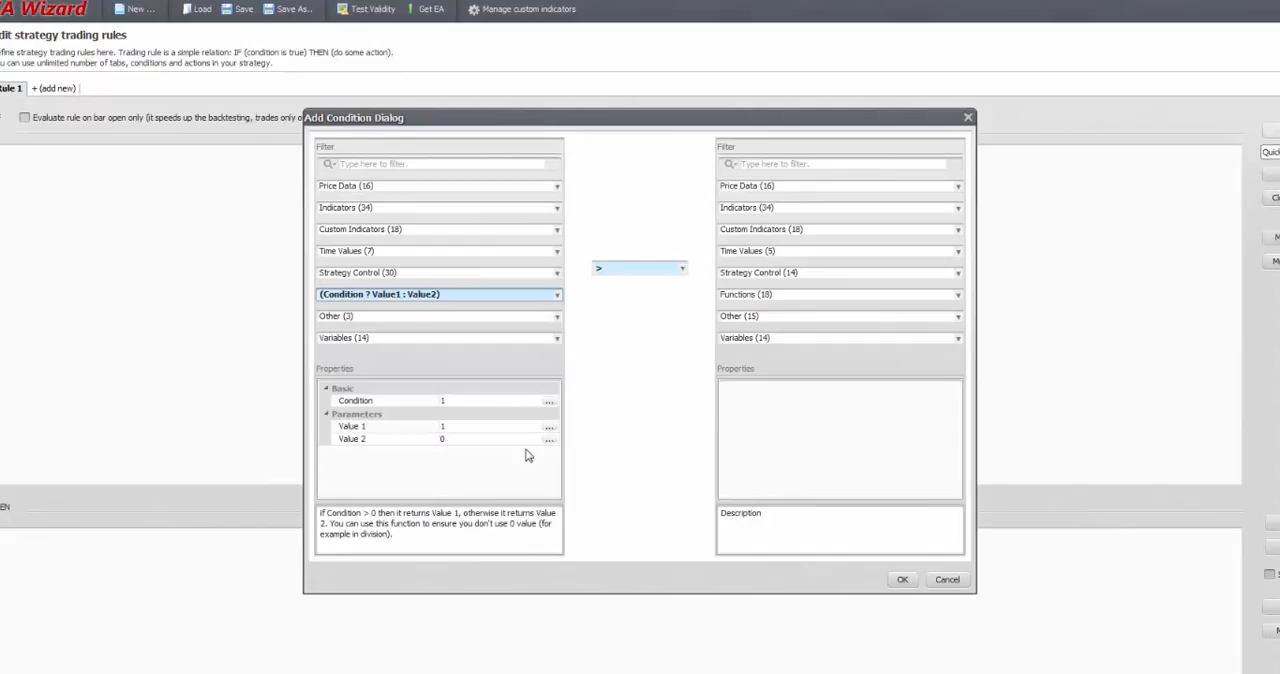 A Wizard
New ...
Load
Save
Save As..
Test Validity
Get EA
Manage custom indicators
dit strategy trading rules
efine strategy trading rules here. Trading rule is a simple relation: IF (condition is true) THEN (do some action).
ou can use unlimited number of tabs, conditions and actions in your strategy.
Rule 1
+ (add new)
Evaluate rule on bar open only (it speeds up the backtesting, trades only o
Add Condition Dialog
Filter
Type here to filter.
Price Data (16)
Indicators (34)
Custom Indicators (18)
Time Values (7)
Strategy Control (30)
(Condition ? Value1 : Value2)
Other (3)
Variables (14)
Properties
Basic
Condition 1 ...
Parameters
Value 1 1 ...
Value 2 0 ...
if Condition > 0 then it returns Value 1, otherwise it returns Value
2. You can use this function to ensure you don't use 0 value (for
example in division).
>
Filter
Type here to filter.
Price Data (16)
Indicators (34)
Custom Indicators (18)
Time Values (5)
Strategy Control (14)
Functions (18)
Other (15)
Variables (14)
Properties
Description
OK
Cancel
Quick
Cl
M
Mo
EN